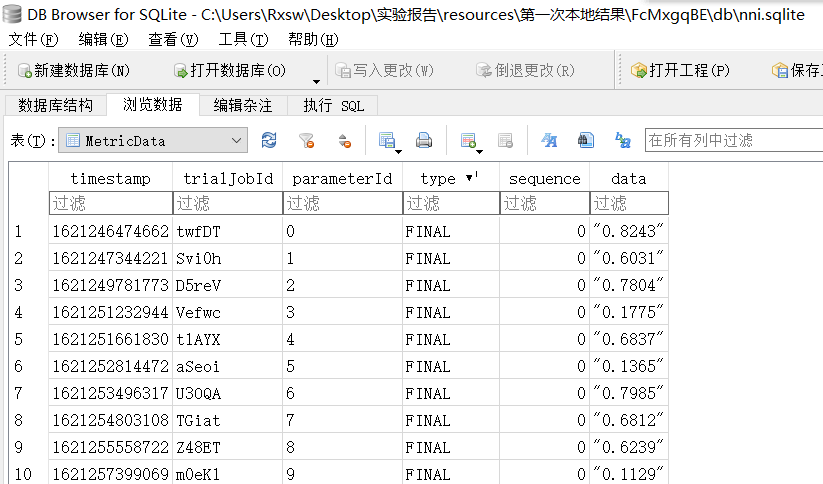 DB Browser for SQLite - C:\Users\Rxsw\Desktop\实验报告\resources\第一次本地结果\FcMxgqBE\db\nni.sqlite
文件(F) 编辑(E) 查看(V) 工具(T) 帮助(H)
新建数据库(N) 打开数据库(O) 写入更改(W) 倒退更改(R) 打开工程(P) 保存
数据库结构 浏览数据 编辑杂注 执行 SQL
表(T): MetricData 在所有列中过滤
timestamp trialJobId parameterId type sequence data
过滤 过滤 过滤 过滤 过滤 过滤
1 1621246474662 twfDT 0 FINAL 0 "0.8243"
2 1621247344221 Svi0h 1 FINAL 0 "0.6031"
3 1621249781773 D5reV 2 FINAL 0 "0.7804"
4 1621251232944 Vefwc 3 FINAL 0 "0.1775"
5 1621251661830 t1AYX 4 FINAL 0 "0.6837"
6 1621252814472 aSeoi 5 FINAL 0 "0.1365"
7 1621253496317 U3OQA 6 FINAL 0 "0.7985"
8 1621254803108 TGiat 7 FINAL 0 "0.6812"
9 1621255558722 Z48ET 8 FINAL 0 "0.6239"
10 1621257399069 m0eK1 9 FINAL 0 "0.1129"